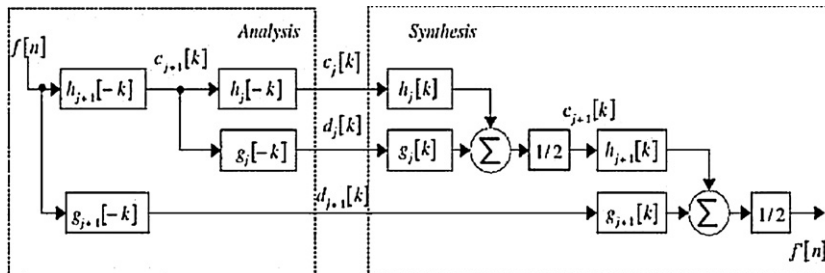 Analysis
Synthesis
f[n]
c_{j+1}[k]
c_j[k]
h_{j+1}[-k]
h_j[-k]
h_j[k]
d_j[k]
c_{j+1}[k]
g_j[-k]
g_j[k]
Σ
1/2
h_{j+1}[k]
d_{j+1}[k]
g_{j+1}[-k]
g_{j+1}[k]
Σ
1/2
f[n]